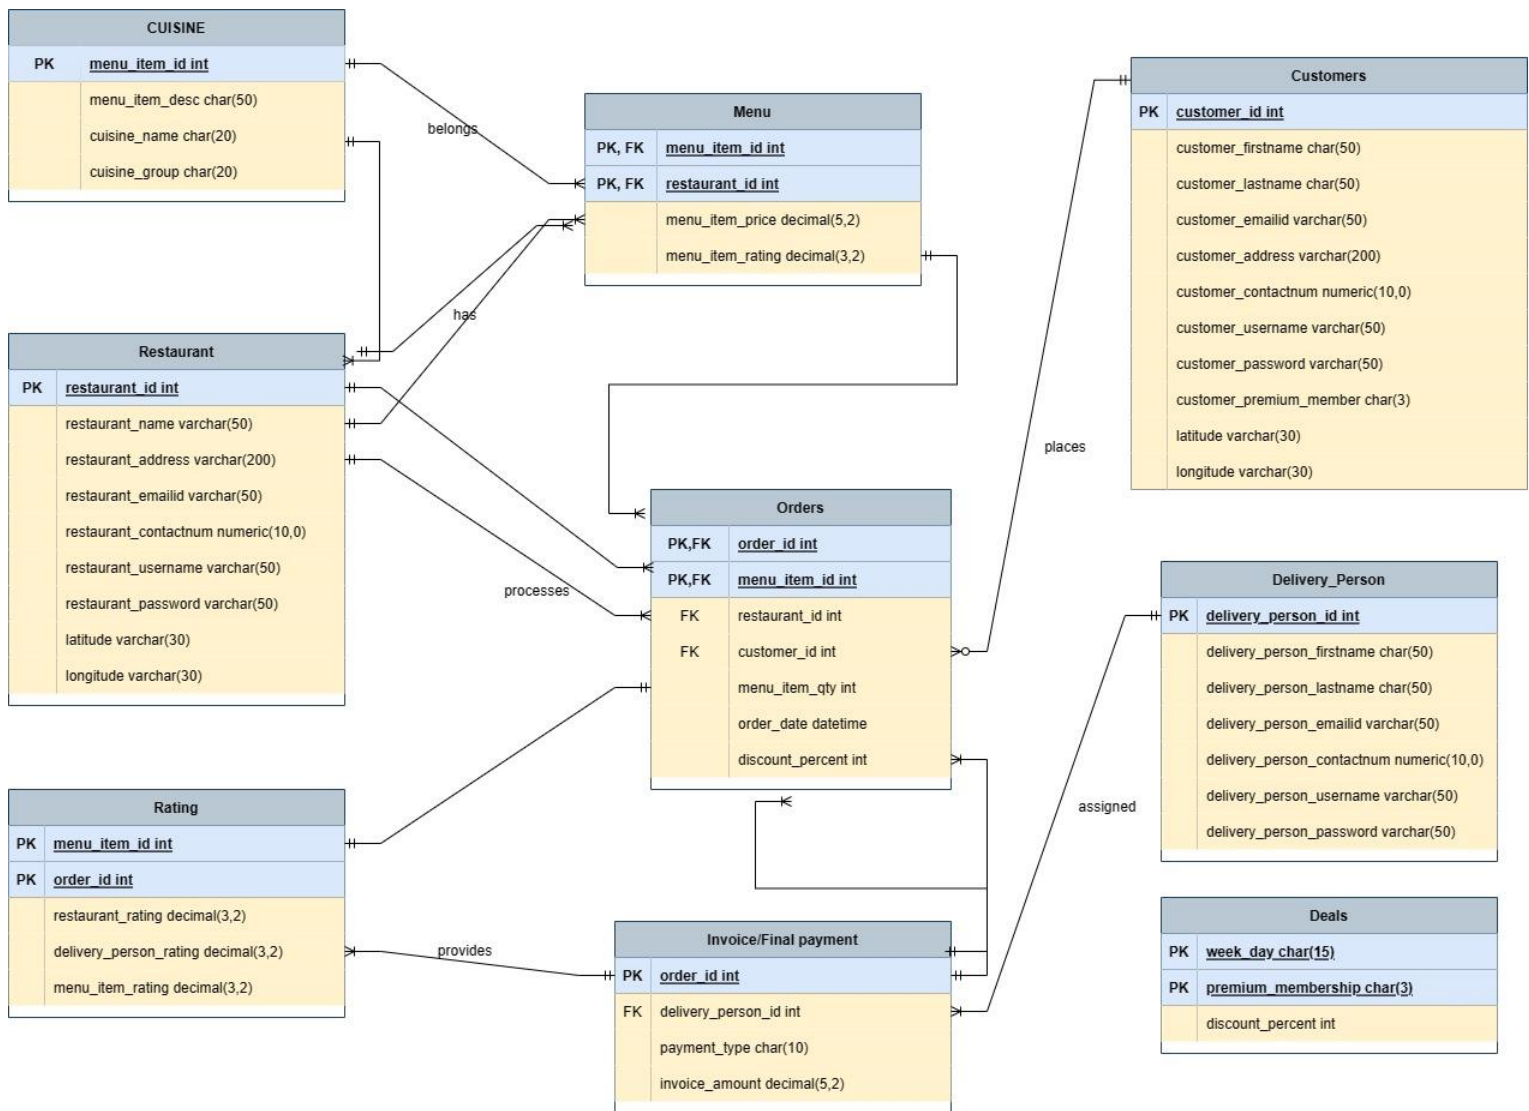 CUISINE
PK menu_item_id int
menu_item_desc char(50)
cuisine_name char(20)
cuisine_group char(20)
belongs
Menu
PK, FK menu_item_id int
PK, FK restaurant_id int
menu_item_price decimal(5,2)
menu_item_rating decimal(3,2)
has
Customers
PK customer_id int
customer_firstname char(50)
customer_lastname char(50)
customer_emailid varchar(50)
customer_address varchar(200)
customer_contactnum numeric(10,0)
customer_username varchar(50)
customer_password varchar(50)
customer_premium_member char(3)
latitude varchar(30)
longitude varchar(30)
places
Restaurant
PK restaurant_id int
restaurant_name varchar(50)
restaurant_address varchar(200)
restaurant_emailid varchar(50)
restaurant_contactnum numeric(10,0)
restaurant_username varchar(50)
restaurant_password varchar(50)
latitude varchar(30)
longitude varchar(30)
processes
Orders
PK,FK order_id int
PK,FK menu_item_id int
FK restaurant_id int
FK customer_id int
menu_item_qty int
order_date datetime
discount_percent int
Delivery_Person
PK delivery_person_id int
delivery_person_firstname char(50)
delivery_person_lastname char(50)
delivery_person_emailid varchar(50)
delivery_person_contactnum numeric(10,0)
delivery_person_username varchar(50)
delivery_person_password varchar(50)
assigned
Rating
PK menu_item_id int
PK order_id int
restaurant_rating decimal(3,2)
delivery_person_rating decimal(3,2)
menu_item_rating decimal(3,2)
provides
Invoice/Final payment
PK order_id int
FK delivery_person_id int
payment_type char(10)
invoice_amount decimal(5,2)
Deals
PK week_day char(15)
PK premium_membership char(3)
discount_percent int